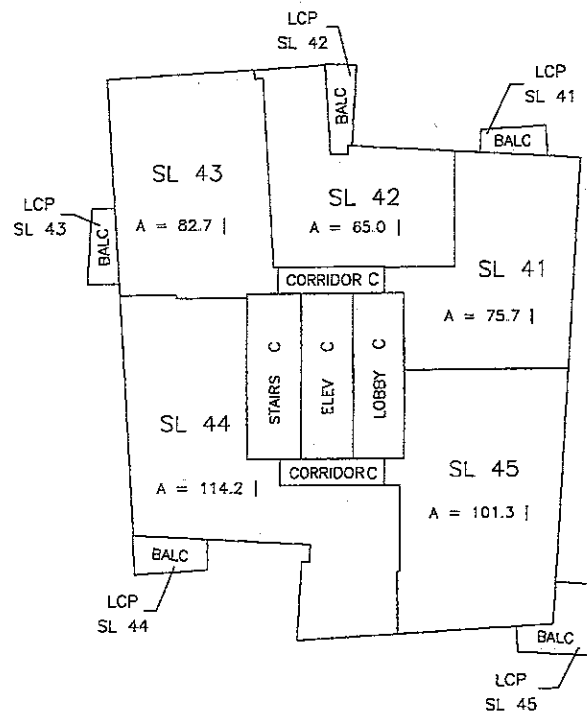 LCP
SL 42
LCP
SL 41
BALC
BALC
SL 43
A = 82.7
SL 42
A = 65.0
LCP
SL 43
BALC
SL 41
A = 75.7
CORRIDOR C
STAIRS C
ELEV C
LOBBY C
SL 44
A = 114.2
CORRIDOR C
SL 45
A = 101.3
BALC
LCP
SL 44
BALC
LCP
SL 45